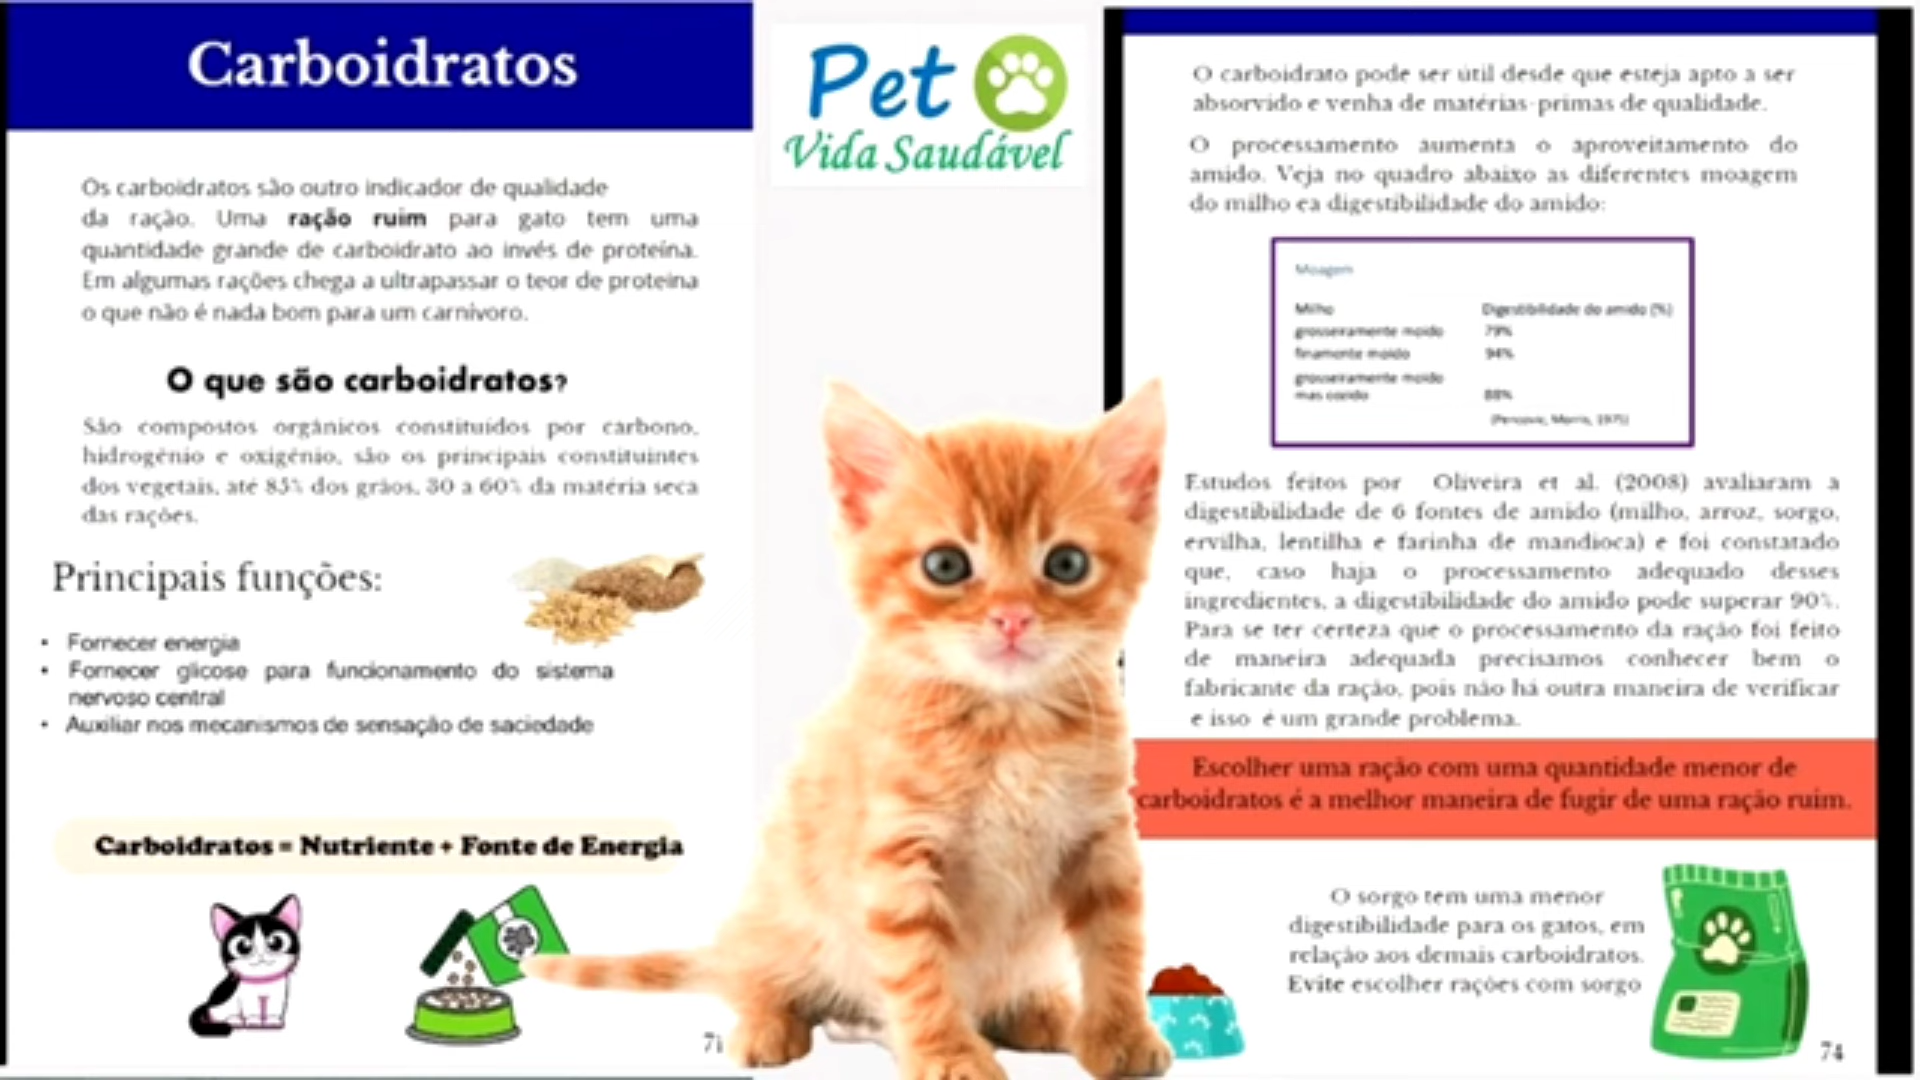 Carboidratos
Os carboidratos são outro indicador de qualidade
da ração. Uma ração ruim para gato tem uma
quantidade grande de carboidrato ao invés de proteína.
Em algumas rações chega a ultrapassar o teor de proteína
o que não é nada bom para um carnívoro.
O que são carboidratos?
São compostos orgânicos constituídos por carbono,
hidrogênio e oxigênio, são os principais constituintes
dos vegetais, até 85% dos grãos, 30 a 60% da matéria seca
das rações.
Principais funções:
• Fornecer energia
• Fornecer glicose para funcionamento do sistema
nervoso central
• Auxiliar nos mecanismos de sensação de saciedade
Carboidratos = Nutriente + Fonte de Energia
71
Pet
Vida Saudável
O carboidrato pode ser útil desde que esteja apto a ser
absorvido e venha de matérias-primas de qualidade.
O processamento aumenta o aproveitamento do
amido. Veja no quadro abaixo as diferentes moagem
do milho ea digestibilidade do amido:
Moagem
Milho Digestibilidade do amido (%)
grosseiramente moido 79%
finamente moido 94%
grosseiramente moido
mas cozido 88%
Morris, 1975)
Estudos feitos por Oliveira et al. (2008) avaliaram a
digestibilidade de 6 fontes de amido (milho, arroz, sorgo,
ervilha, lentilha e farinha de mandioca) e foi constatado
que, caso haja o processamento adequado desses
ingredientes, a digestibilidade do amido pode superar 90%.
Para se ter certeza que o processamento da ração foi feito
de maneira adequada precisamos conhecer bem o
fabricante da ração, pois não há outra maneira de verificar
e isso é um grande problema.
Escolher uma ração com uma quantidade menor de
carboidratos é a melhor maneira de fugir de uma ração ruim.
O sorgo tem uma menor
digestibilidade para os gatos, em
relação aos demais carboidratos.
Evite escolher rações com sorgo
74